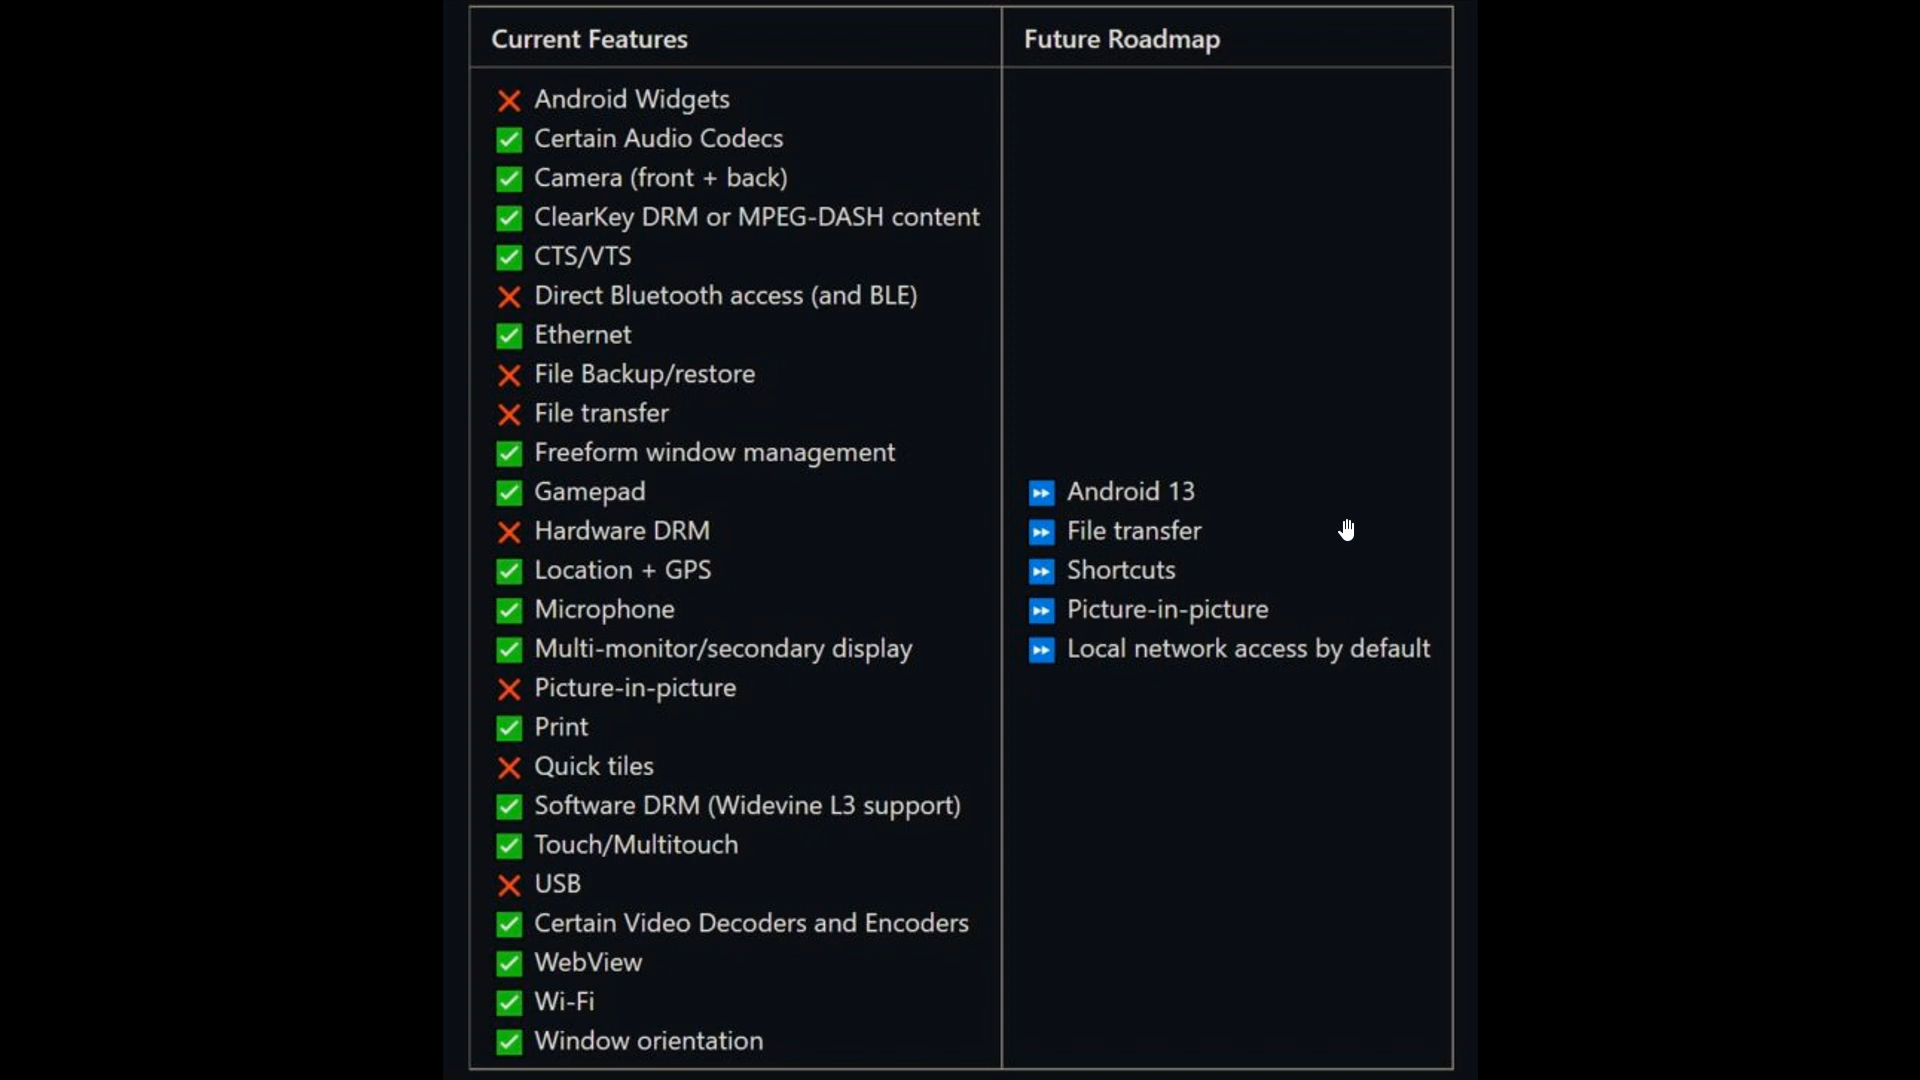 Current Features
Future Roadmap
❌ Android Widgets
✅ Certain Audio Codecs
✅ Camera (front + back)
✅ ClearKey DRM or MPEG-DASH content
✅ CTS/VTS
❌ Direct Bluetooth access (and BLE)
✅ Ethernet
❌ File Backup/restore
❌ File transfer
✅ Freeform window management
✅ Gamepad
❌ Hardware DRM
✅ Location + GPS
✅ Microphone
✅ Multi-monitor/secondary display
❌ Picture-in-picture
✅ Print
❌ Quick tiles
✅ Software DRM (Widevine L3 support)
✅ Touch/Multitouch
❌ USB
✅ Certain Video Decoders and Encoders
✅ WebView
✅ Wi-Fi
✅ Window orientation
⏩ Android 13
⏩ File transfer
⏩ Shortcuts
⏩ Picture-in-picture
⏩ Local network access by default